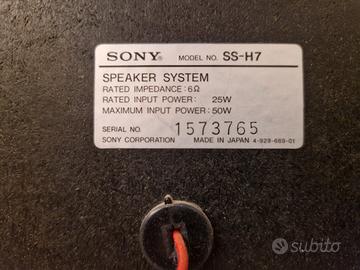 SONY® MODEL NO. SS-H7
SPEAKER SYSTEM
RATED IMPEDANCE: 6Ω
RATED INPUT POWER: 25W
MAXIMUM INPUT POWER: 50W
SERIAL NO. 1573765
SONY CORPORATION MADE IN JAPAN 4-929-669-01
subito